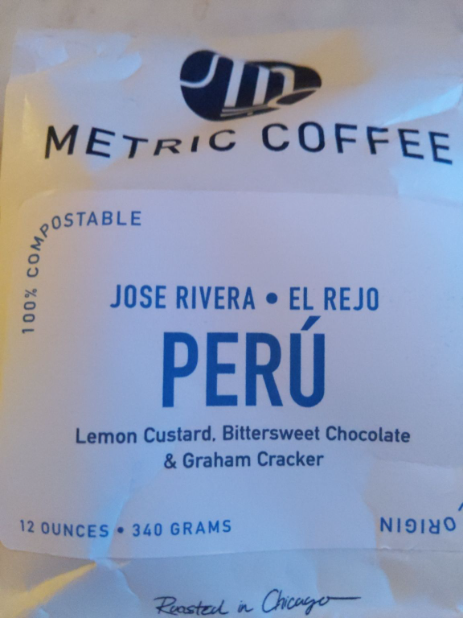 m
METRIC COFFEE
100% COMPOSTABLE
JOSE RIVERA • EL REJO
PERÚ
Lemon Custard, Bittersweet Chocolate
& Graham Cracker
12 OUNCES • 340 GRAMS
ORIGIN
Roasted in Chicago